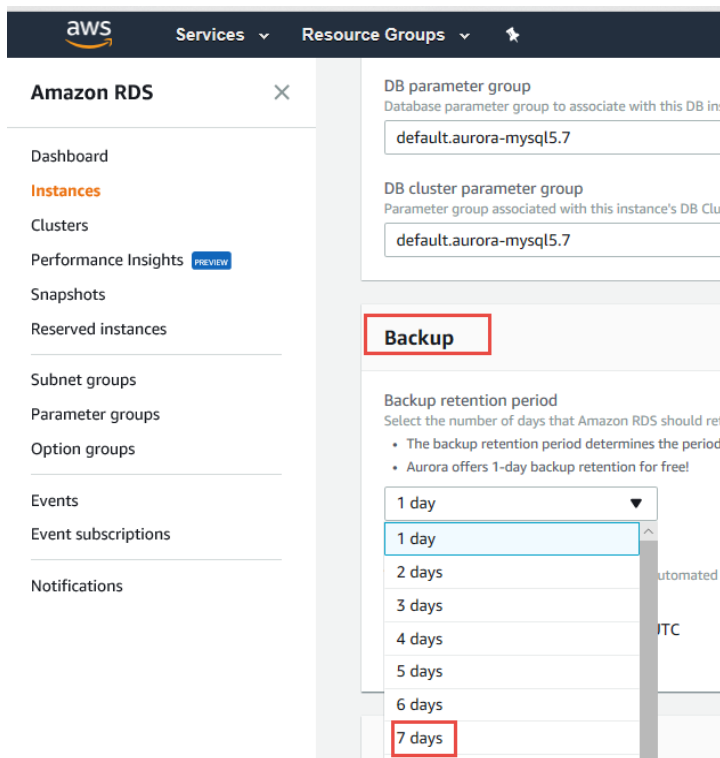 aws
Services
Resource Groups
Amazon RDS
Dashboard
Instances
Clusters
Performance Insights PREVIEW
Snapshots
Reserved instances
Subnet groups
Parameter groups
Option groups
Events
Event subscriptions
Notifications
DB parameter group
Database parameter group to associate with this DB ins
default.aurora-mysql5.7
DB cluster parameter group
Parameter group associated with this instance's DB Clu
default.aurora-mysql5.7
Backup
Backup retention period
Select the number of days that Amazon RDS should re
• The backup retention period determines the period
• Aurora offers 1-day backup retention for free!
1 day
1 day
2 days
utomated
3 days
4 days
UTC
5 days
6 days
7 days